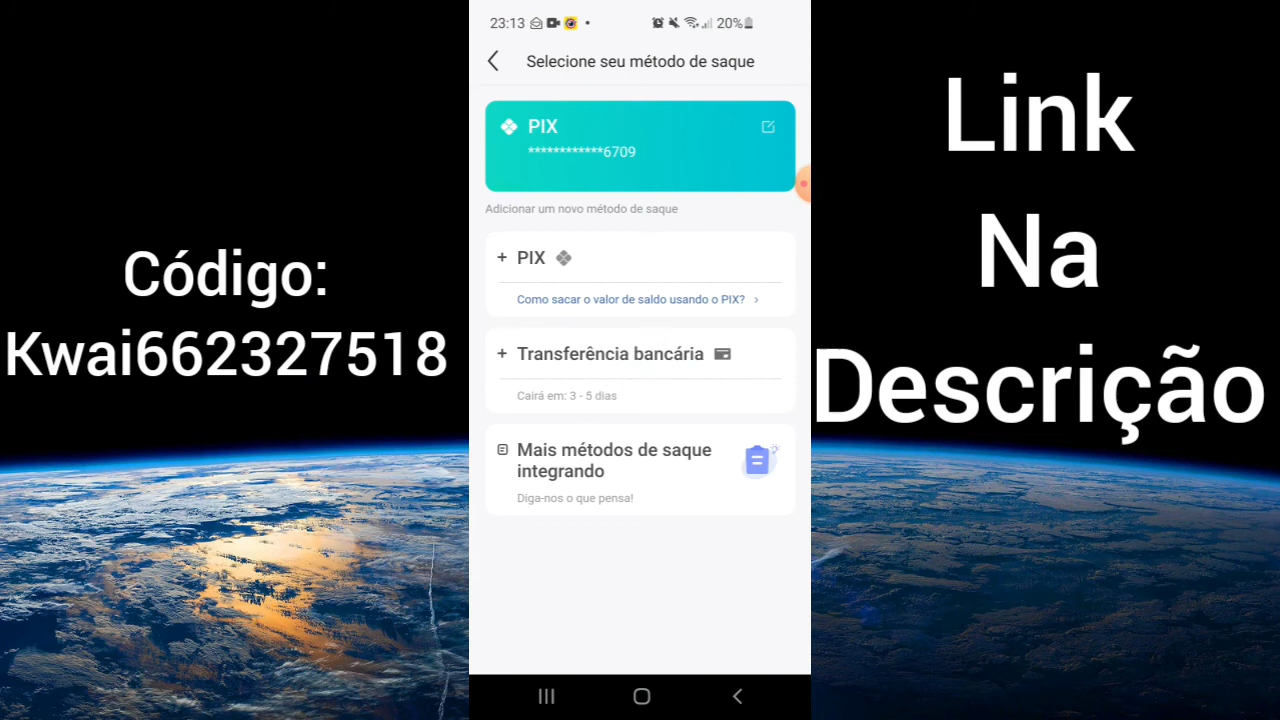 Código:
Kwai662327518
23:13
20%
Selecione seu método de saque
PIX
************6709
Adicionar um novo método de saque
+ PIX
Como sacar o valor de saldo usando o PIX? ›
+ Transferência bancária
Cairá em: 3 - 5 dias
Mais métodos de saque
integrando
Diga-nos o que pensa!
Link
Na
Descrição